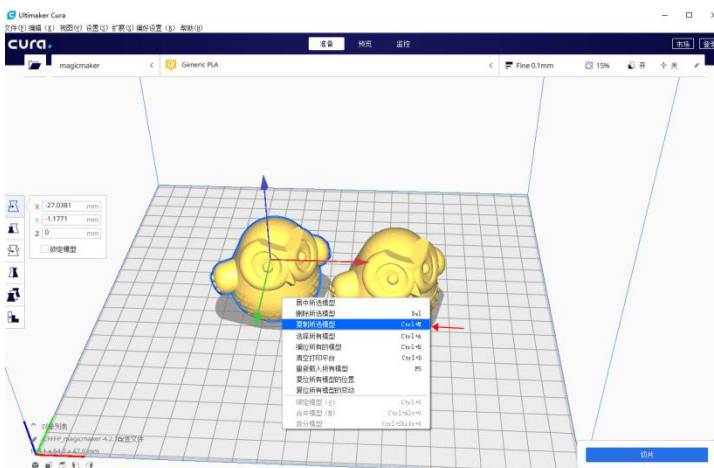 Ultimaker Cura
文件(F) 编辑 (E) 视图(V) 设置(S) 扩展(X) 偏好设置 (R) 帮助(H)
cura. 准备 预览 监控 市场
magicmaker < Generic PLA < Fine 0.1mm 15% 开 关
X -27.0381 mm
Y -1.1771 mm
Z 0 mm
锁定模型
居中所选模型
删除所选模型 Del
复制所选模型 Ctrl+M
选择所有模型 Ctrl+A
编位所有的模型 Ctrl+R
清空打印平台 Ctrl+D
重新载入所有模型 F5
复位所有模型的位置
复位所有模型的变动
绑定模型 (G) Ctrl+G
合并模型 (M) Ctrl+Alt+G
拆分模型 Ctrl+Shift+G
对象列表
切片